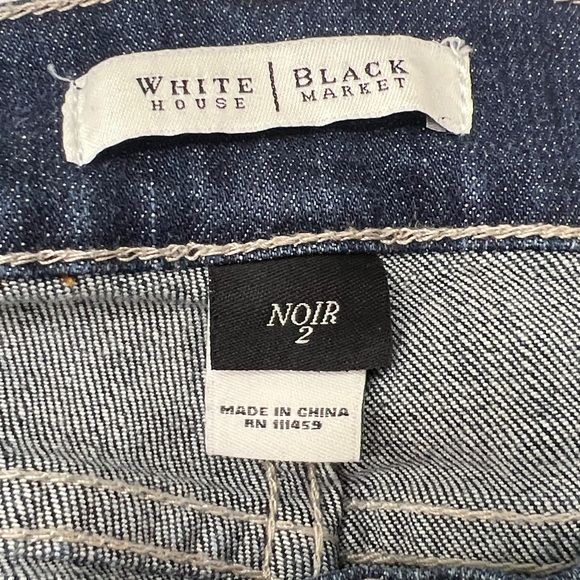 WHITE | BLACK
HOUSE | MARKET
NOIR
2
MADE IN CHINA
RN 111459